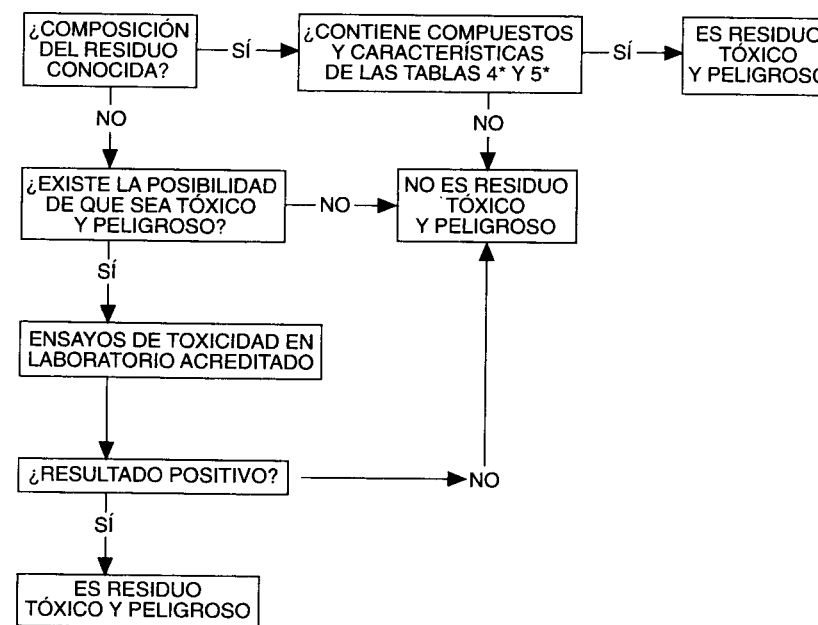 ¿COMPOSICIÓN
DEL RESIDUO
CONOCIDA?
SÍ
¿CONTIENE COMPUESTOS
Y CARACTERÍSTICAS
DE LAS TABLAS 4* Y 5*
SÍ
ES RESIDUO
TÓXICO
Y PELIGROSO
NO
NO
¿EXISTE LA POSIBILIDAD
DE QUE SEA TÓXICO
Y PELIGROSO?
NO
NO ES RESIDUO
TÓXICO
Y PELIGROSO
SÍ
ENSAYOS DE TOXICIDAD EN
LABORATORIO ACREDITADO
¿RESULTADO POSITIVO?
NO
SÍ
ES RESIDUO
TÓXICO Y PELIGROSO